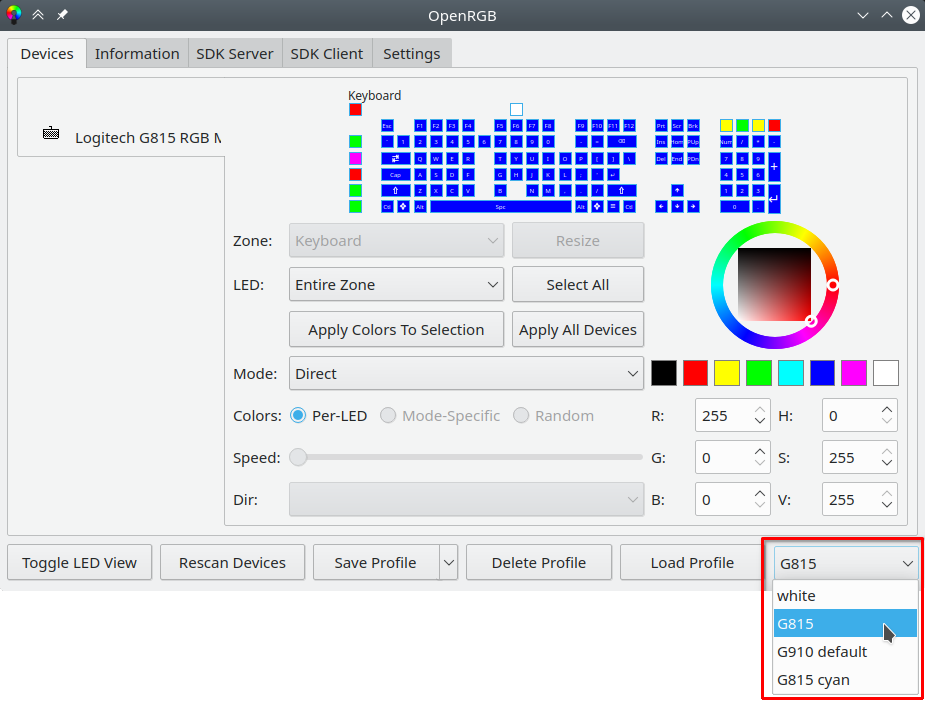 OpenRGB
Devices Information SDK Server SDK Client Settings
Logitech G815 RGB M
Keyboard
Esc F1 F2 F3 F4 F5 F6 F7 F8 F9 F10 F11 F12 Prt Scr Brk
` 1 2 3 4 5 6 7 8 9 0 - = ⌫ Ins Hom PUp Num / * -
Q W E R T Y U I O P [ ] \ Del End PDn 7 8 9 +
Cap A S D F G H J K L ; ' ↵ 4 5 6
⇧ Z X C V B N M , . / ⇧ ↑ 1 2 3 ↵
Ctl ❖ Alt Spc Alt ❖ ≡ Ctl ← ↓ → 0 .
Zone: Keyboard Resize
LED: Entire Zone Select All
Apply Colors To Selection Apply All Devices
Mode: Direct
Colors: Per-LED Mode-Specific Random R: 255 H: 0
Speed: G: 0 S: 255
Dir: B: 0 V: 255
Toggle LED View Rescan Devices Save Profile Delete Profile Load Profile G815
white
G815
G910 default
G815 cyan